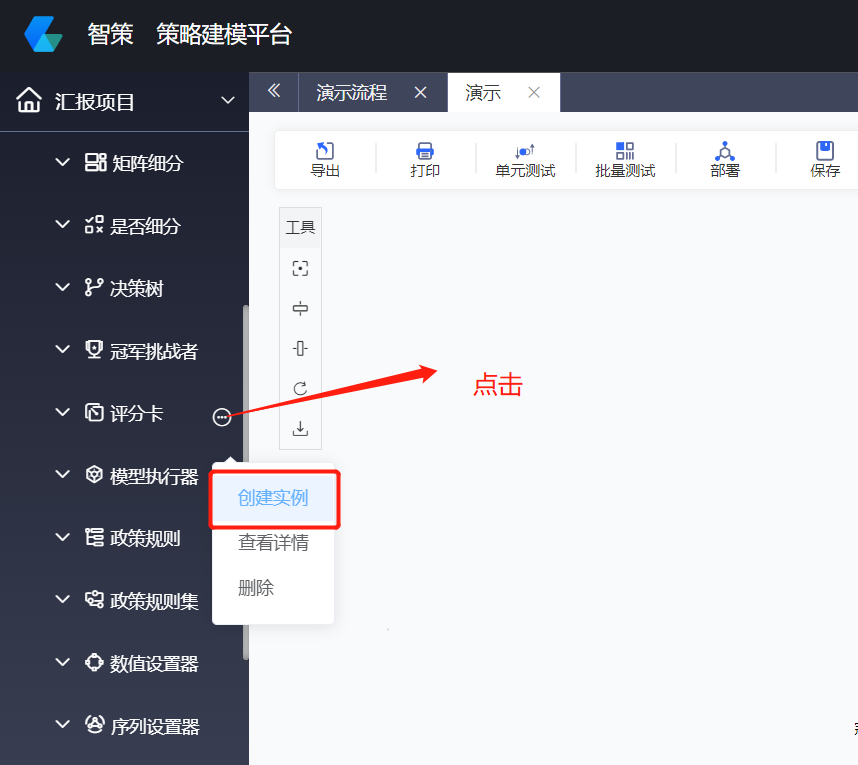 智策 策略建模平台
汇报项目
演示流程
演示
导出
打印
单元测试
批量测试
部署
保存
工具
矩阵细分
是否细分
决策树
冠军挑战者
评分卡
点击
模型执行器
创建实例
查看详情
删除
政策规则
政策规则集
数值设置器
序列设置器